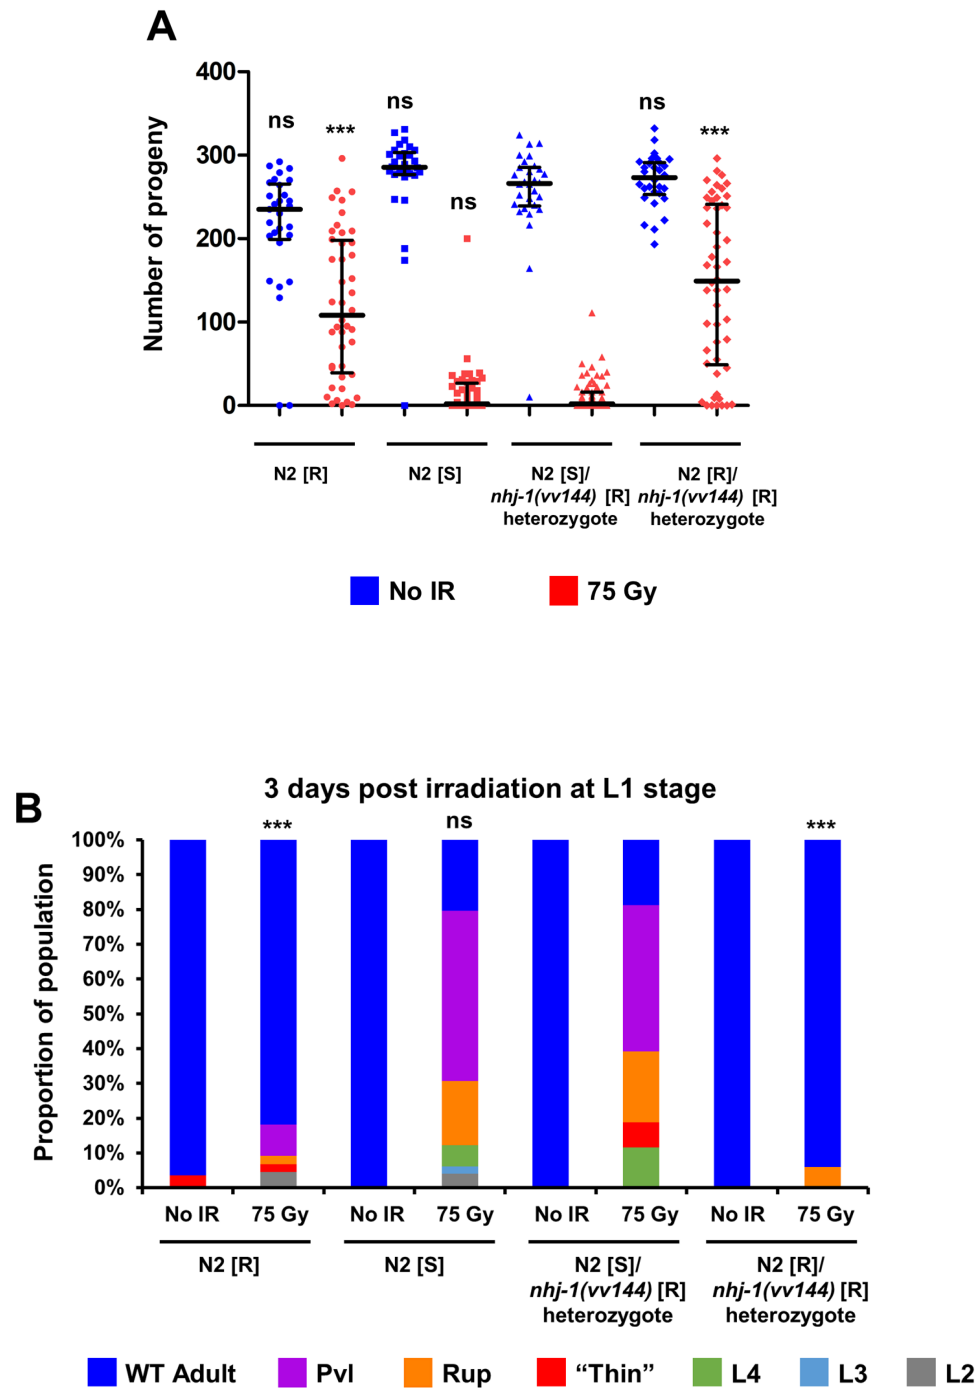 A
Number of progeny
400
300
200
100
0
ns
***
ns
ns
ns
***
N2 [R]
N2 [S]
N2 [S]/
nhj-1(vv144) [R]
heterozygote
N2 [R]/
nhj-1(vv144) [R]
heterozygote
No IR
75 Gy
B
3 days post irradiation at L1 stage
Proportion of population
***
ns
***
100%
90%
80%
70%
60%
50%
40%
30%
20%
10%
0%
No IR 75 Gy No IR 75 Gy No IR 75 Gy No IR 75 Gy
N2 [R]
N2 [S]
N2 [S]/
nhj-1(vv144) [R]
heterozygote
N2 [R]/
nhj-1(vv144) [R]
heterozygote
WT Adult Pvl Rup “Thin” L4 L3 L2